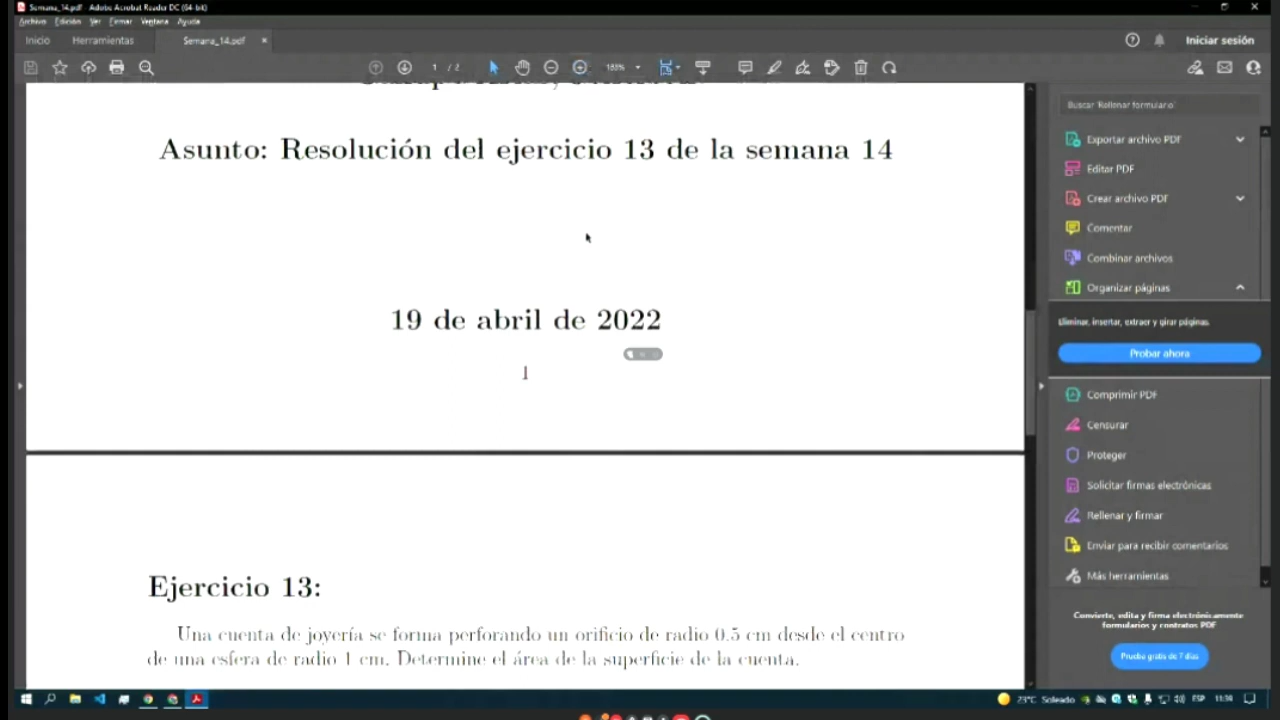 Semana_14.pdf - Adobe Acrobat Reader DC (64-bit)
Archivo Edición Ver Firmar Ventana Ayuda
Inicio Herramientas Semana_14.pdf × Iniciar sesión
1 / 2
Buscar 'Rellenar formulario'
Asunto: Resolución del ejercicio 13 de la semana 14
19 de abril de 2022
1
Ejercicio 13:
Una cuenta de joyería se forma perforando un orificio de radio 0.5 cm desde el centro
de una esfera de radio 1 cm. Determine el área de la superficie de la cuenta.
Exportar archivo PDF
Editar PDF
Crear archivo PDF
Comentar
Combinar archivos
Organizar páginas
Eliminar, insertar, extraer y girar páginas.
Probar ahora
Comprimir PDF
Censurar
Proteger
Solicitar firmas electrónicas
Rellenar y firmar
Enviar para recibir comentarios
Más herramientas
Convierte, edita y firma electrónicamente
formularios y contratos PDF
Prueba gratis de 7 días
23°C Soleado ESP